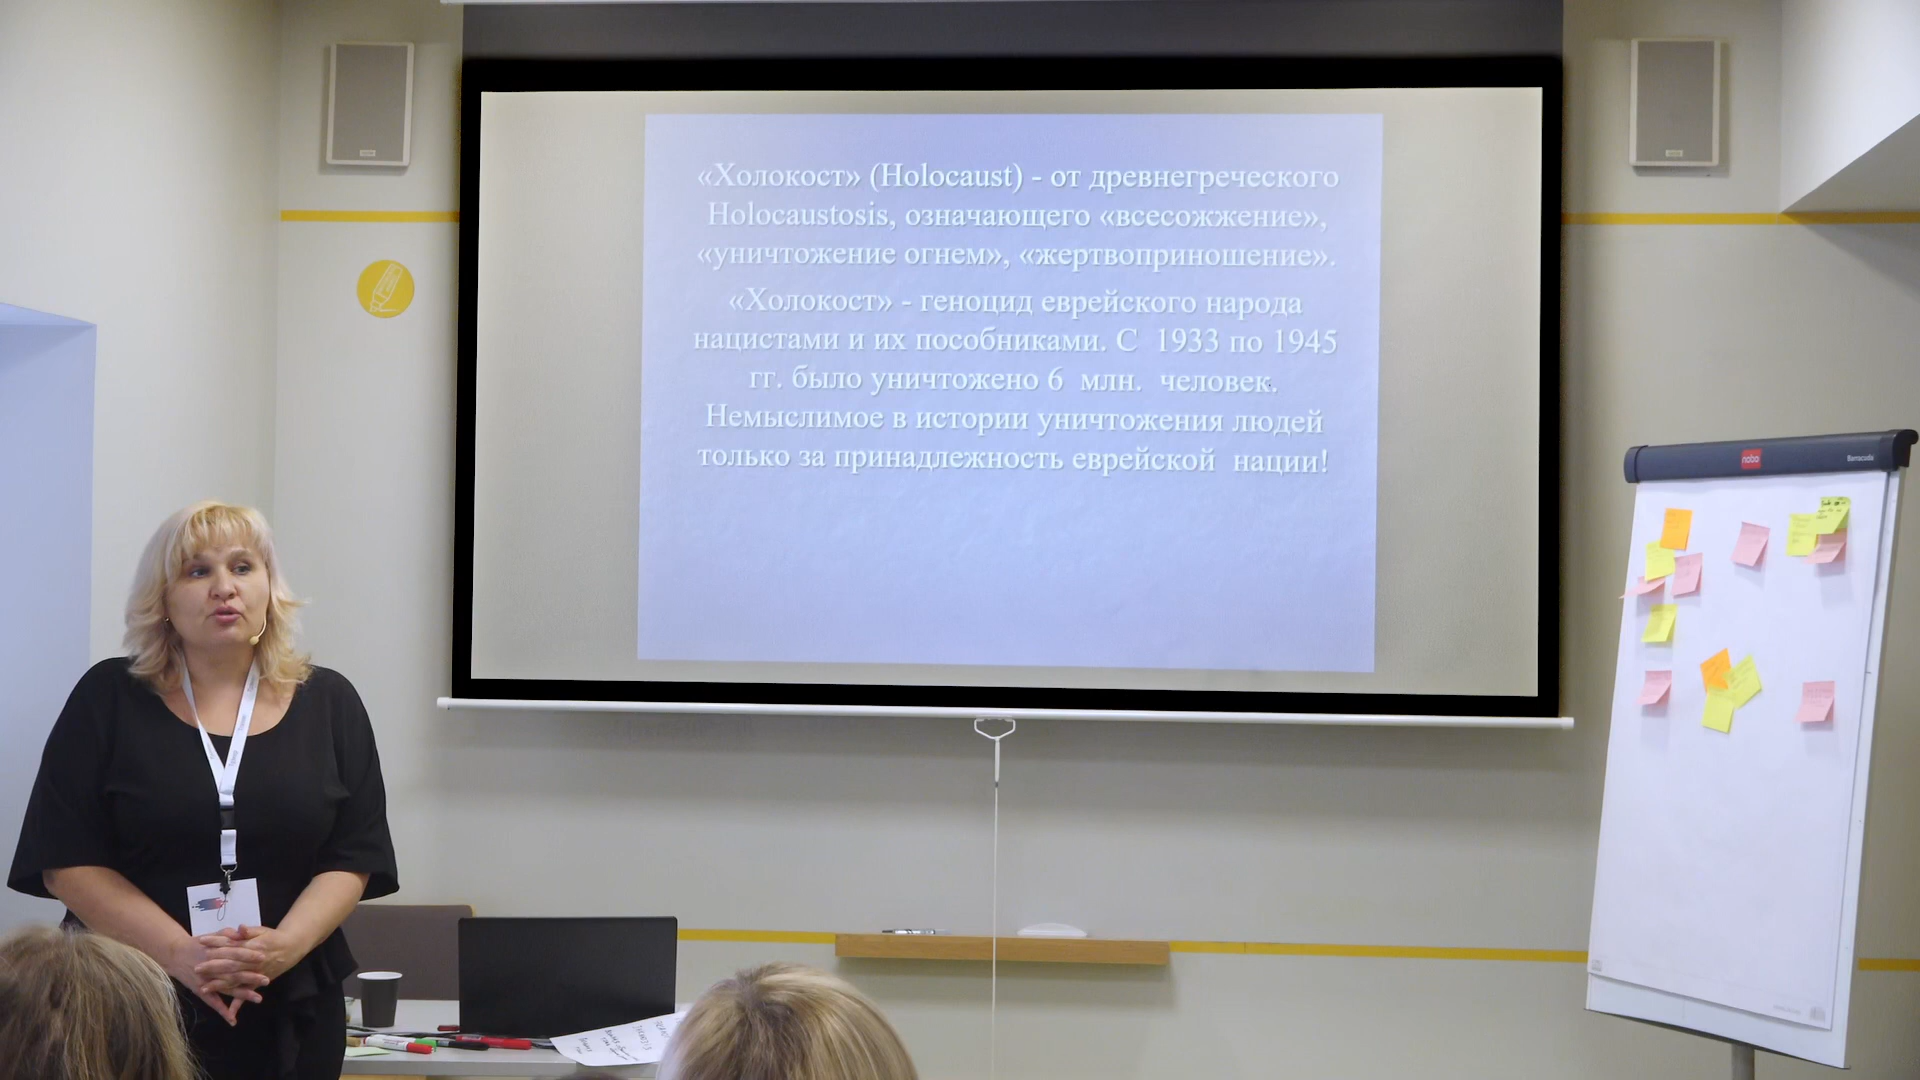 «Холокост» (Holocaust) - от древнегреческого
Holocaustosis, означающего «всесожжение»,
«уничтожение огнем», «жертвоприношение».
«Холокост» - геноцид еврейского народа
нацистами и их пособниками. С 1933 по 1945
гг. было уничтожено 6 млн. человек.
Немыслимое в истории уничтожения людей
только за принадлежность еврейской нации!
nobo
Barracuda